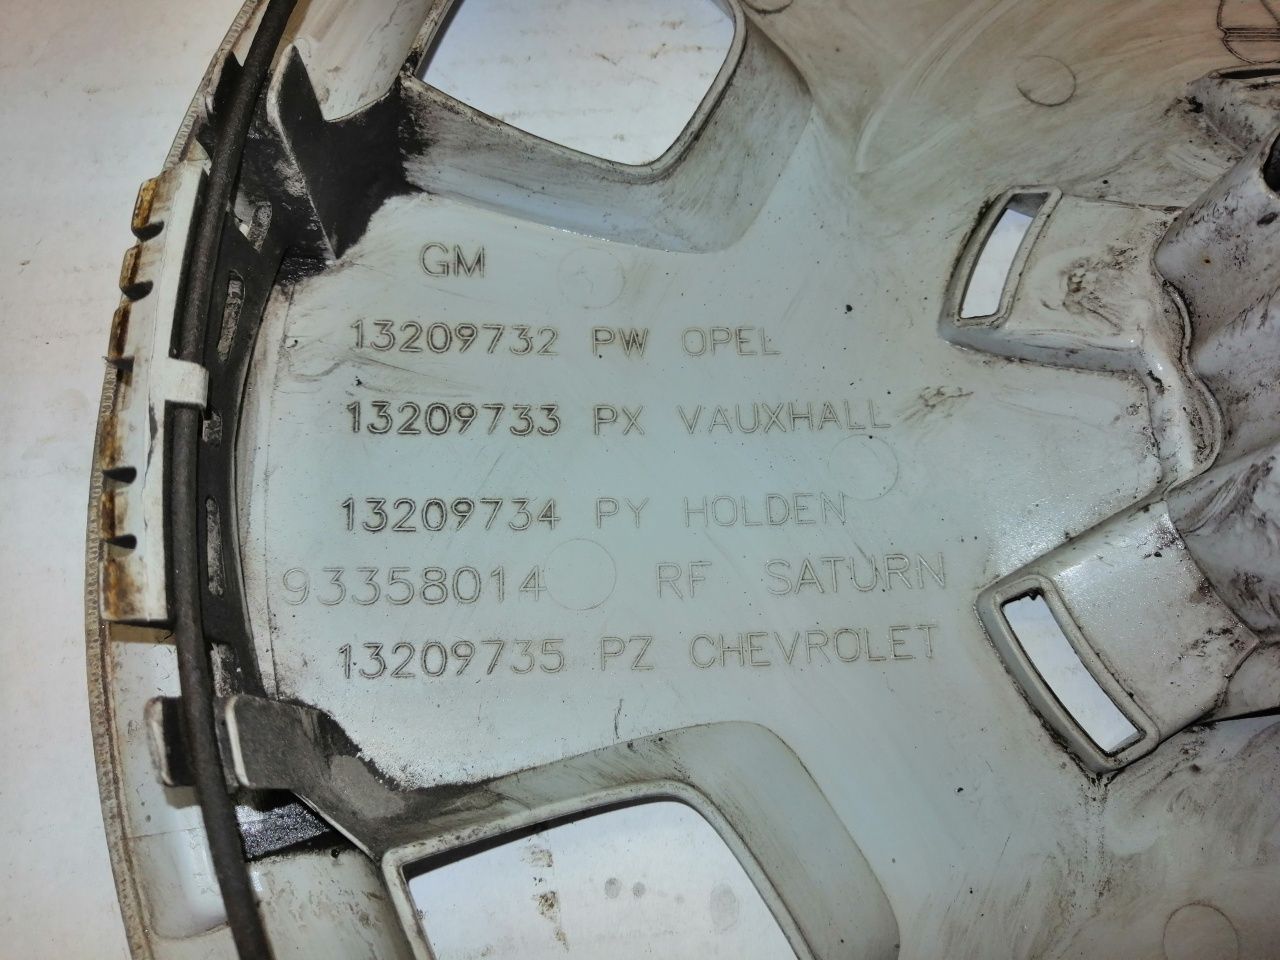 GM
13209732 PW OPEL
13209733 PX VAUXHALL
13209734 PY HOLDEN
93358014 RF SATURN
13209735 PZ CHEVROLET